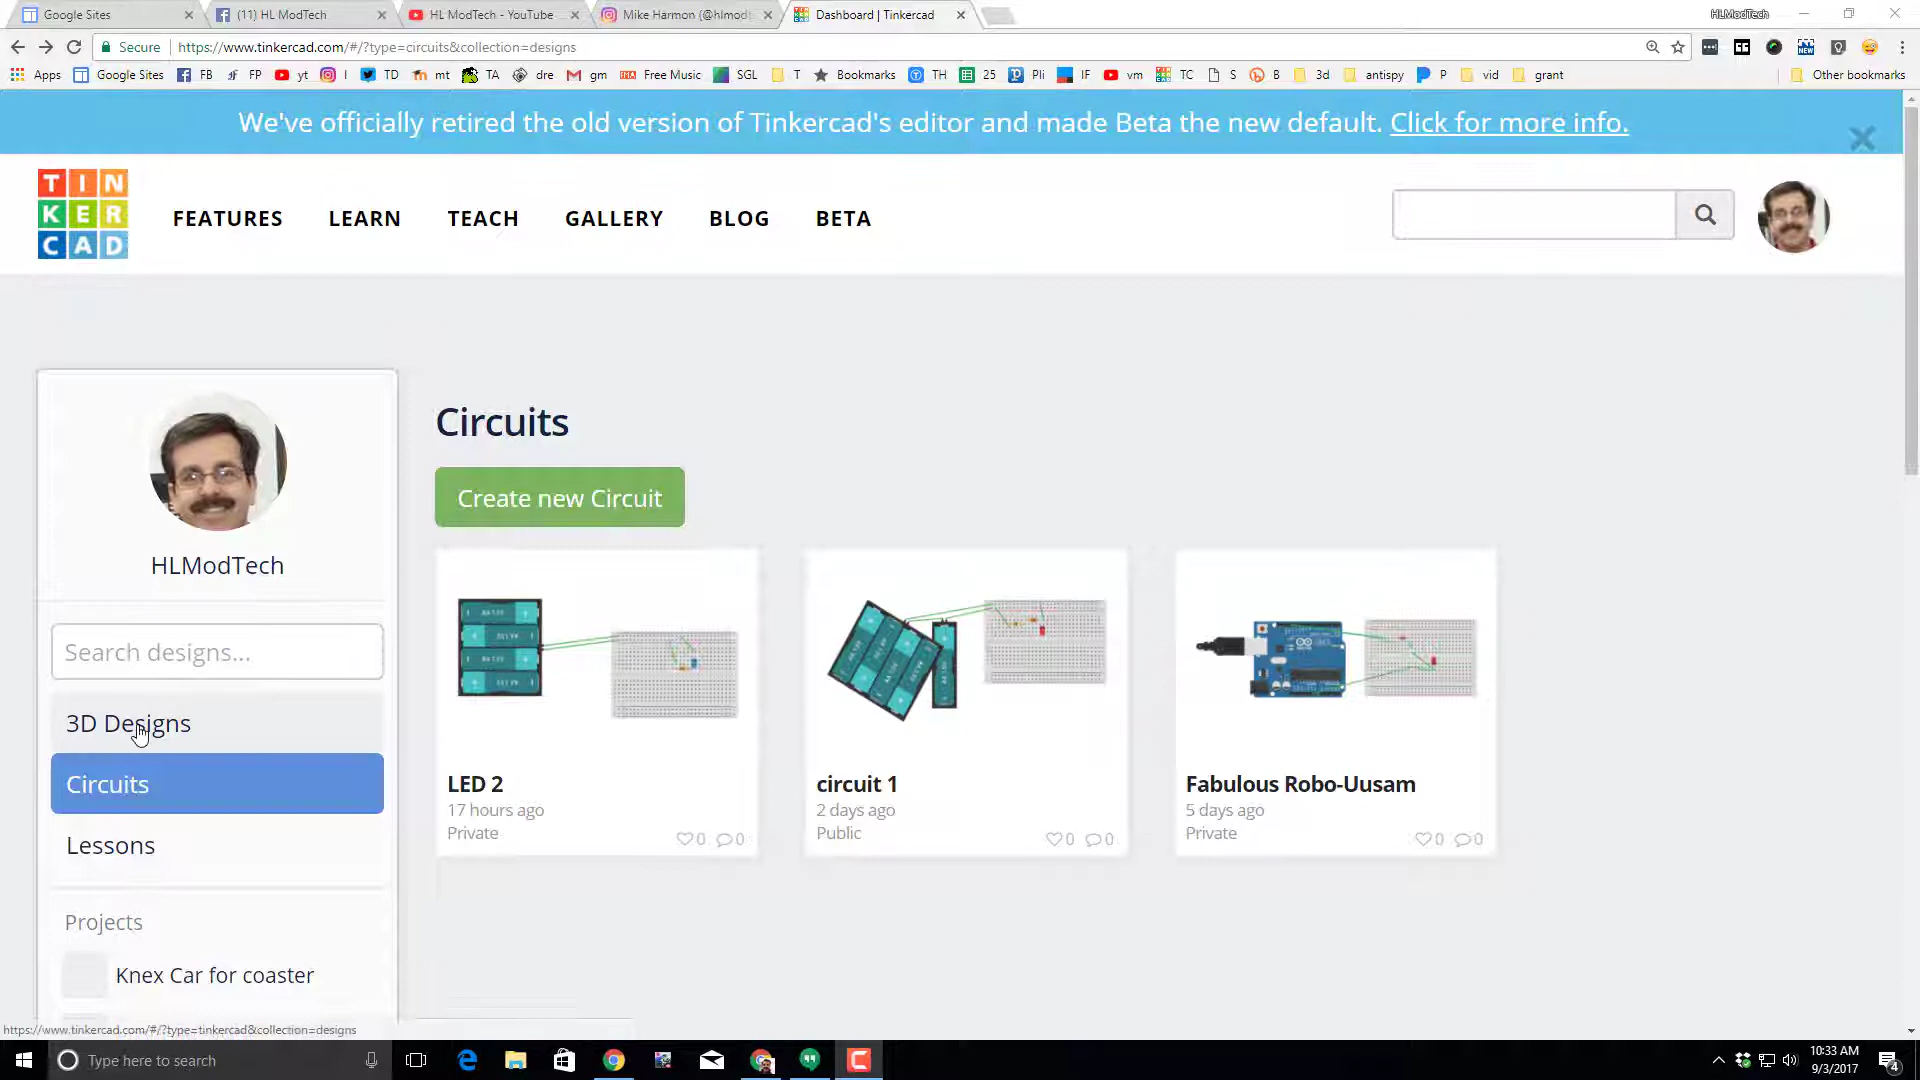 Google Sites
(11) HL ModTech
HL ModTech - YouTube
Mike Harmon (@hlmodt
Dashboard | Tinkercad
HLModTech
Secure
https://www.tinkercad.com/#/?type=circuits&collection=designs
Apps
Google Sites
FB
FP
yt
I
TD
mt
TA
dre
gm
Free Music
SGL
T
Bookmarks
TH
25
Pli
IF
vm
TC
S
B
3d
antispy
P
vid
grant
Other bookmarks
We've officially retired the old version of Tinkercad's editor and made Beta the new default. Click for more info.
TIN
KER
CAD
FEATURES
LEARN
TEACH
GALLERY
BLOG
BETA
Circuits
Create new Circuit
HLModTech
Search designs...
3D Designs
Circuits
Lessons
Projects
Knex Car for coaster
LED 2
17 hours ago
Private
0
0
circuit 1
2 days ago
Public
0
0
Fabulous Robo-Uusam
5 days ago
Private
0
0
https://www.tinkercad.com/#/?type=tinkercad&collection=designs
Type here to search
10:33 AM
9/3/2017
4